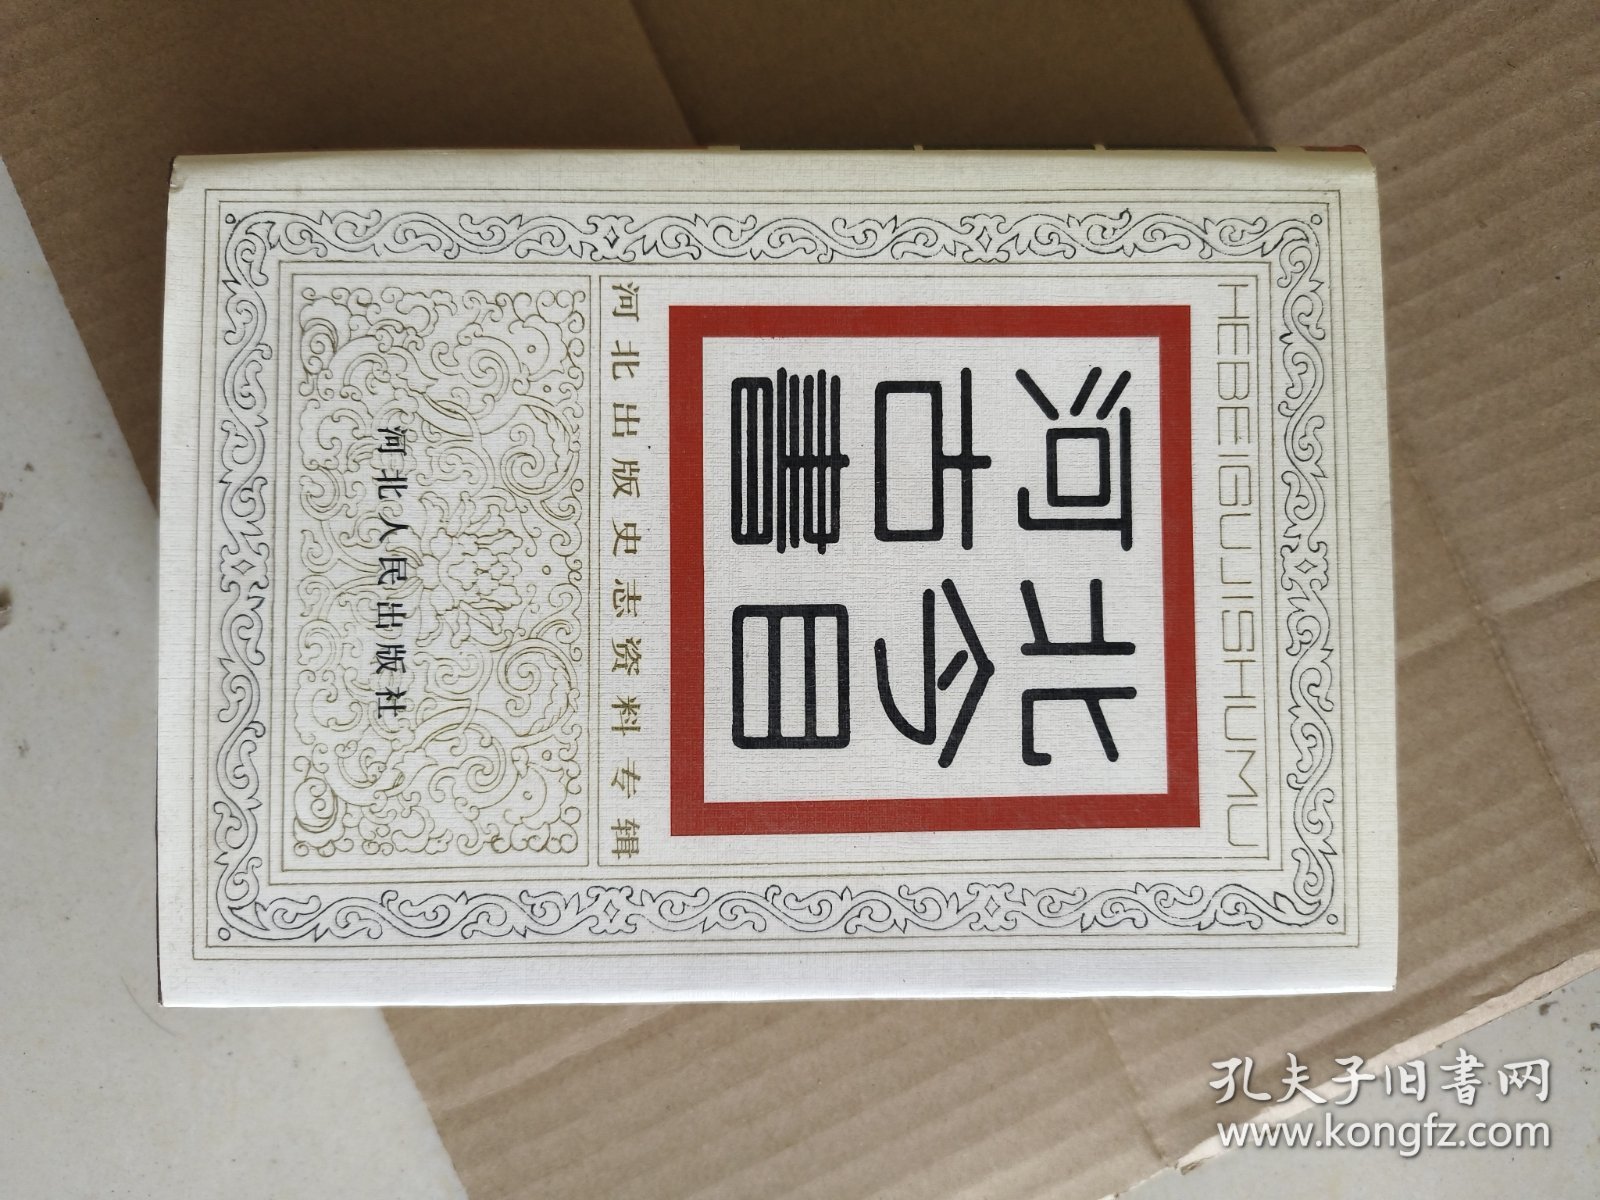 HEBEIGUJISHUMU
河北
古今
書目
河北出版史志资料专辑
河北人民出版社
孔夫子旧书网
www.kongfz.com